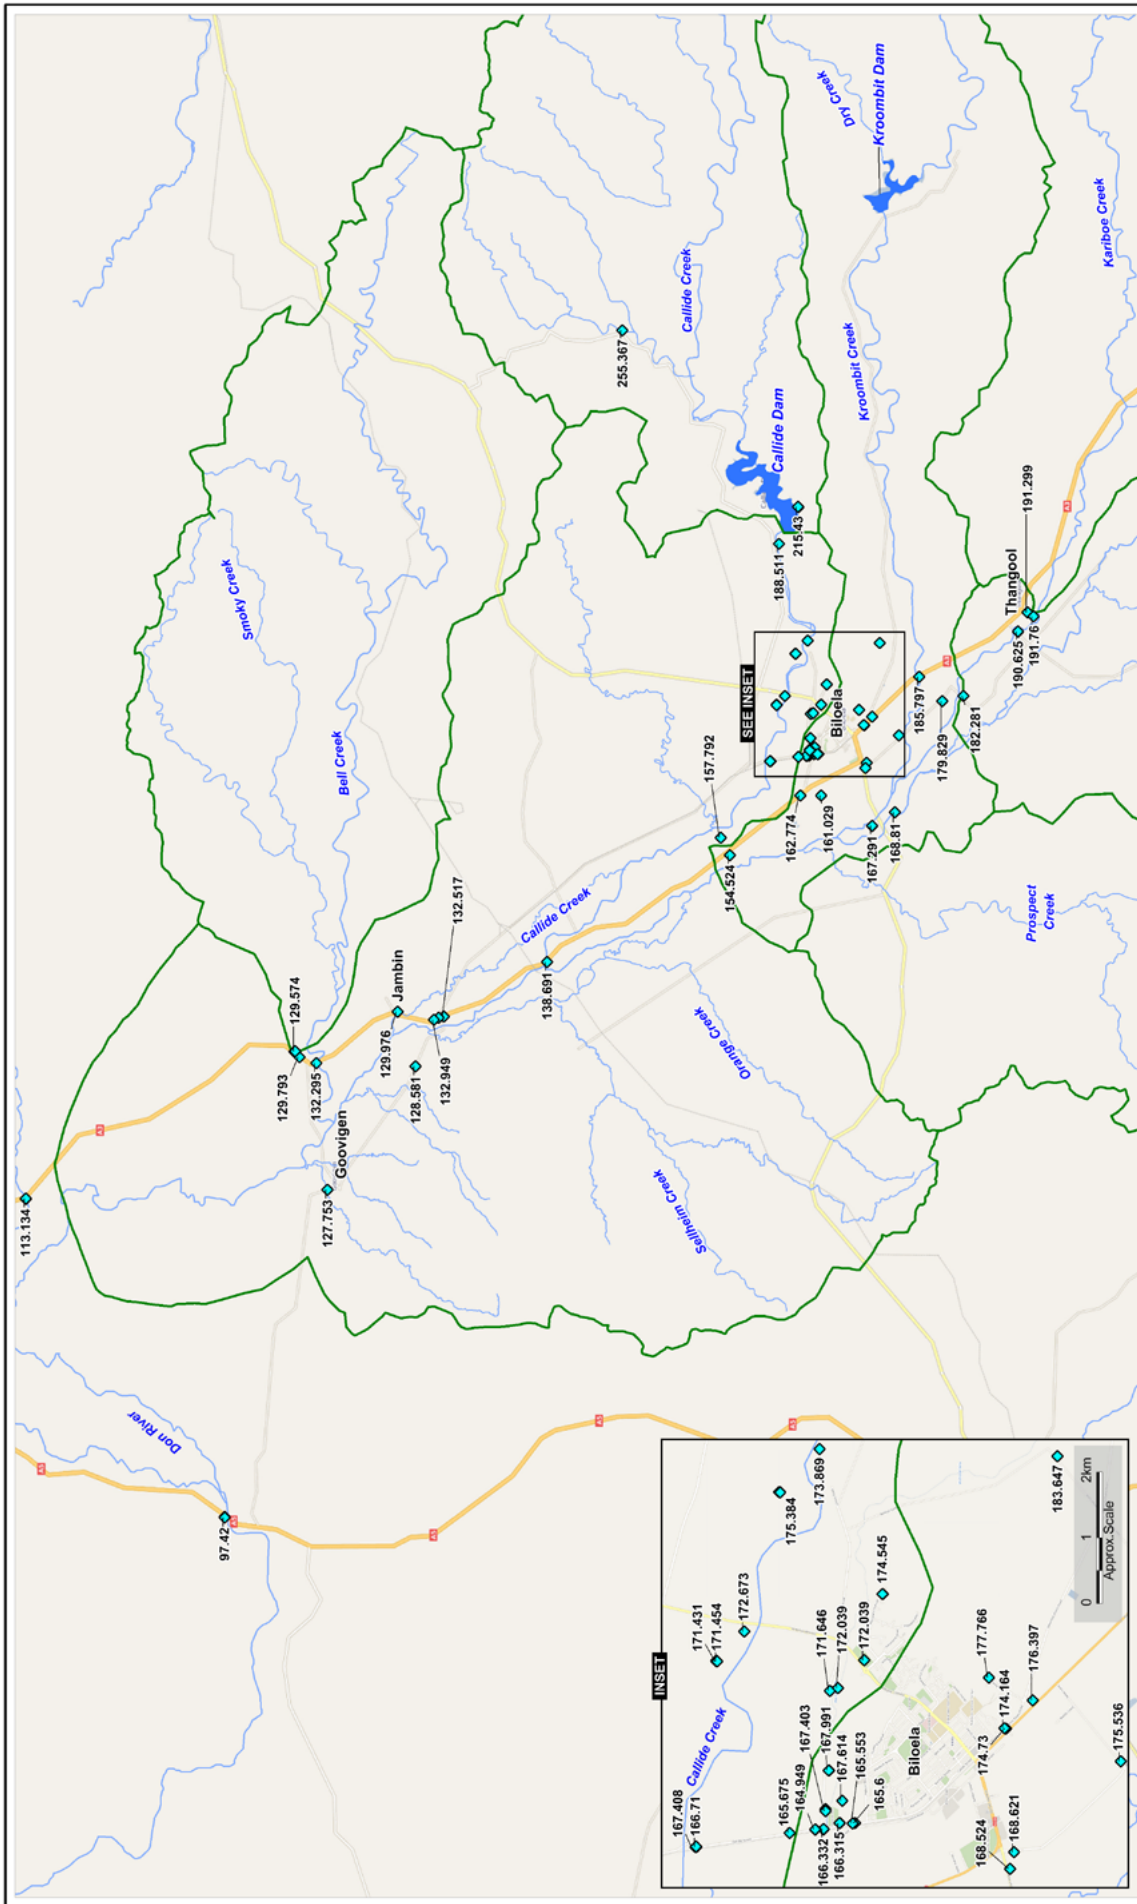 113.134
97.42
Don River
A5
A5
A5
A5
A3
129.793
129.574
132.295
127.753
Goovigen
129.976
Jambin
128.581
132.949
132.517
138.691
Smoky Creek
Bell Creek
Callide Creek
Sellheim Creek
Orange Creek
Prospect
Creek
154.524
157.792
162.774
161.029
167.291
168.81
SEE INSET
Biloela
188.511
215.43
Callide Dam
255.367
Callide Creek
Dry Creek
Kroombit Dam
Kroombit Creek
Kariboe Creek
185.797
A3
179.829
182.281
190.625
191.76
Thangool
191.299
A3
INSET
167.408
166.71
Callide Creek
171.431
171.454
172.673
175.384
173.869
165.675
164.949
167.403
166.332
166.315
167.991
167.614
165.553
165.6
171.646
172.039
172.039
174.545
Biloela
177.766
174.164
174.73
176.397
168.524
168.621
175.536
183.647
0 1 2km
Approx.Scale